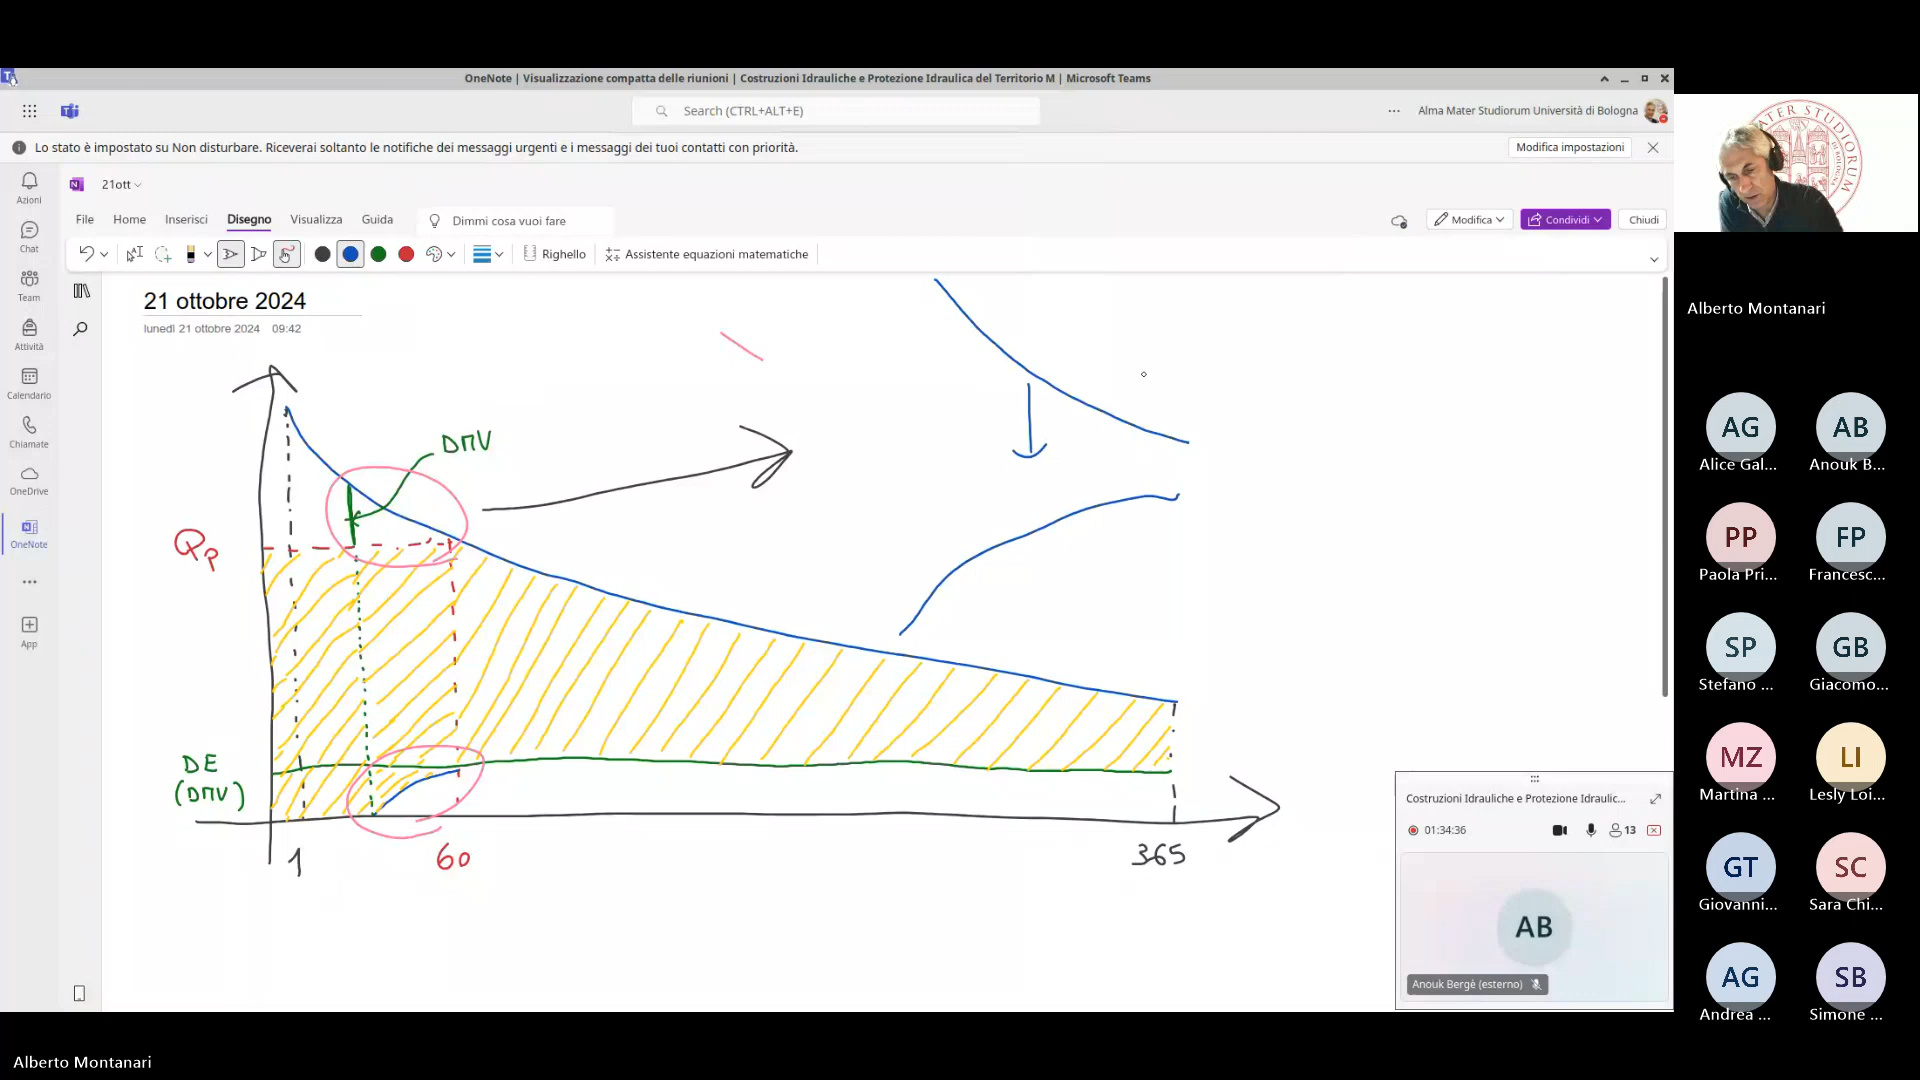 OneNote | Visualizzazione compatta delle riunioni | Costruzioni Idrauliche e Protezione Idraulica del Territorio M | Microsoft Teams
Search (CTRL+ALT+E)
Alma Mater Studiorum Università di Bologna
Lo stato è impostato su Non disturbare. Riceverai soltanto le notifiche dei messaggi urgenti e i messaggi dei tuoi contatti con priorità.
Modifica impostazioni
21ott
File Home Inserisci Disegno Visualizza Guida Dimmi cosa vuoi fare
Modifica Condividi Chiudi
Righello Assistente equazioni matematiche
Azioni
Chat
Team
Attività
Calendario
Chiamate
OneDrive
OneNote
App
21 ottobre 2024
lunedì 21 ottobre 2024 09:42
DMV
Qp
DE
(DMV)
1
60
365
Costruzioni Idrauliche e Protezione Idraulic...
01:34:36
13
AB
Anouk Bergè (esterno)
Alberto Montanari
AG AB
Alice Gal... Anouk B...
PP FP
Paola Pri... Francesc...
SP GB
Stefano ... Giacomo...
MZ LI
Martina ... Lesly Loi...
GT SC
Giovanni... Sara Chi...
AG SB
Andrea ... Simone ...
Alberto Montanari